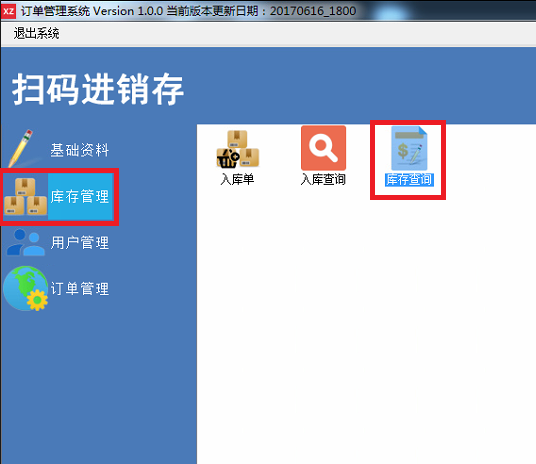 XZ 订单管理系统 Version 1.0.0 当前版本更新日期：20170616_1800
退出系统
扫码进销存
基础资料
库存管理
用户管理
订单管理
入库单 入库查询 库存查询